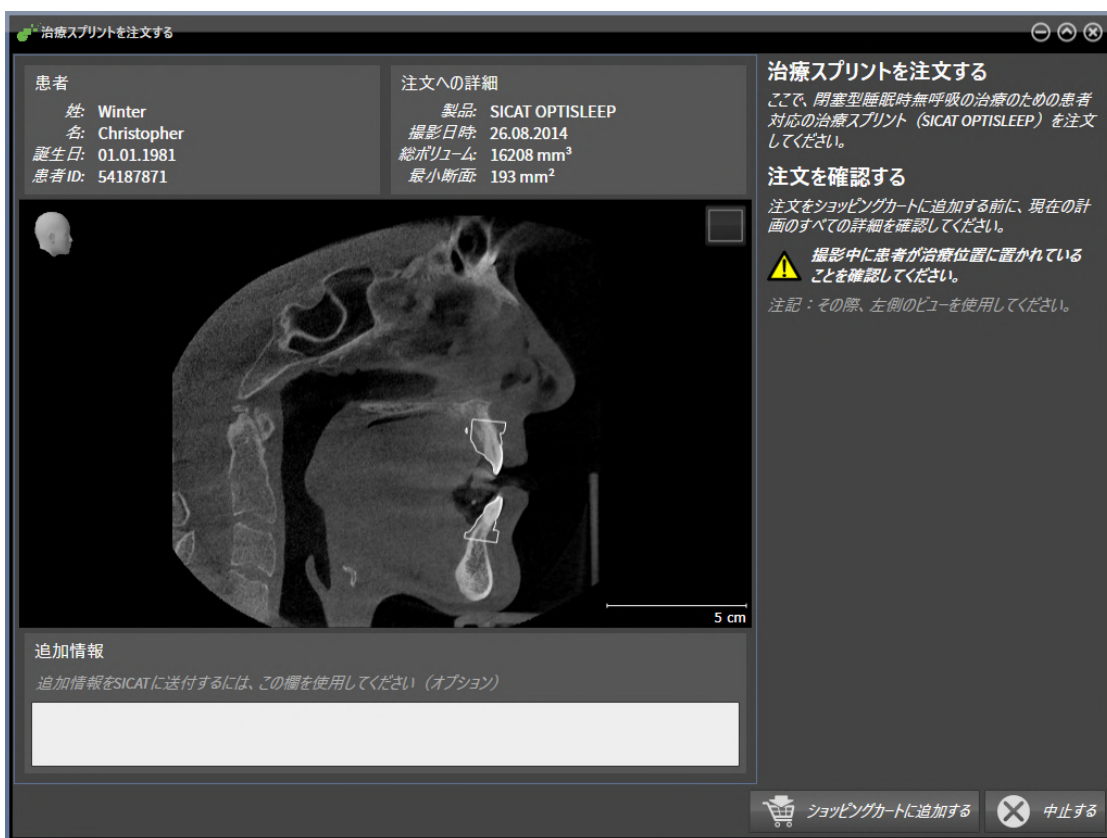 治療スプリントを注文する
患者
姓: Winter
名: Christopher
誕生日: 01.01.1981
患者ID: 54187871
注文への詳細
製品: SICAT OPTISLEEP
撮影日時: 26.08.2014
総ボリューム: 16208 mm³
最小断面: 193 mm²
5 cm
追加情報
追加情報をSICATに送付するには、この欄を使用してください（オプション）
治療スプリントを注文する
ここで、閉塞型睡眠時無呼吸の治療のための患者
対応の治療スプリント（SICAT OPTISLEEP）を注文
してください。
注文を確認する
注文をショッピングカートに追加する前に、現在の計
画のすべての詳細を確認してください。
撮影中に患者が治療位置に置かれている
ことを確認してください。
注記：その際、左側のビューを使用してください。
ショッピングカートに追加する
中止する